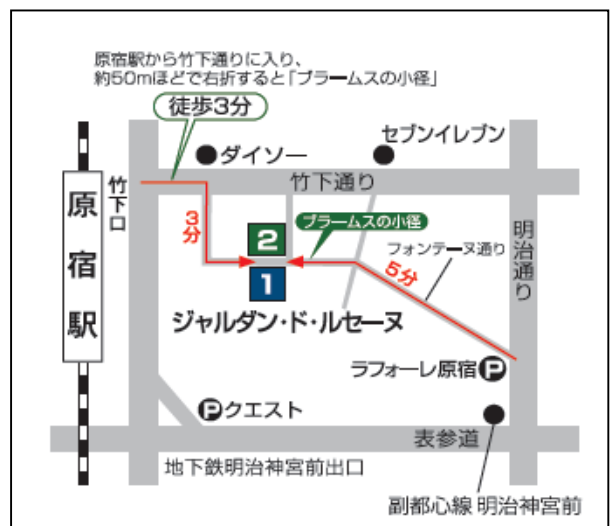 原宿駅から竹下通りに入り、
約50mほどで右折すると「ブラームスの小径」
徒歩3分
セブンイレブン
ダイソー
竹下通り
竹下口
原宿駅
3分
2
ブラームスの小径
1
フォンテーヌ通り
5分
明治通り
ジャルダン・ド・ルセーヌ
ラフォーレ原宿 P
P クエスト
表参道
地下鉄明治神宮前出口
副都心線 明治神宮前